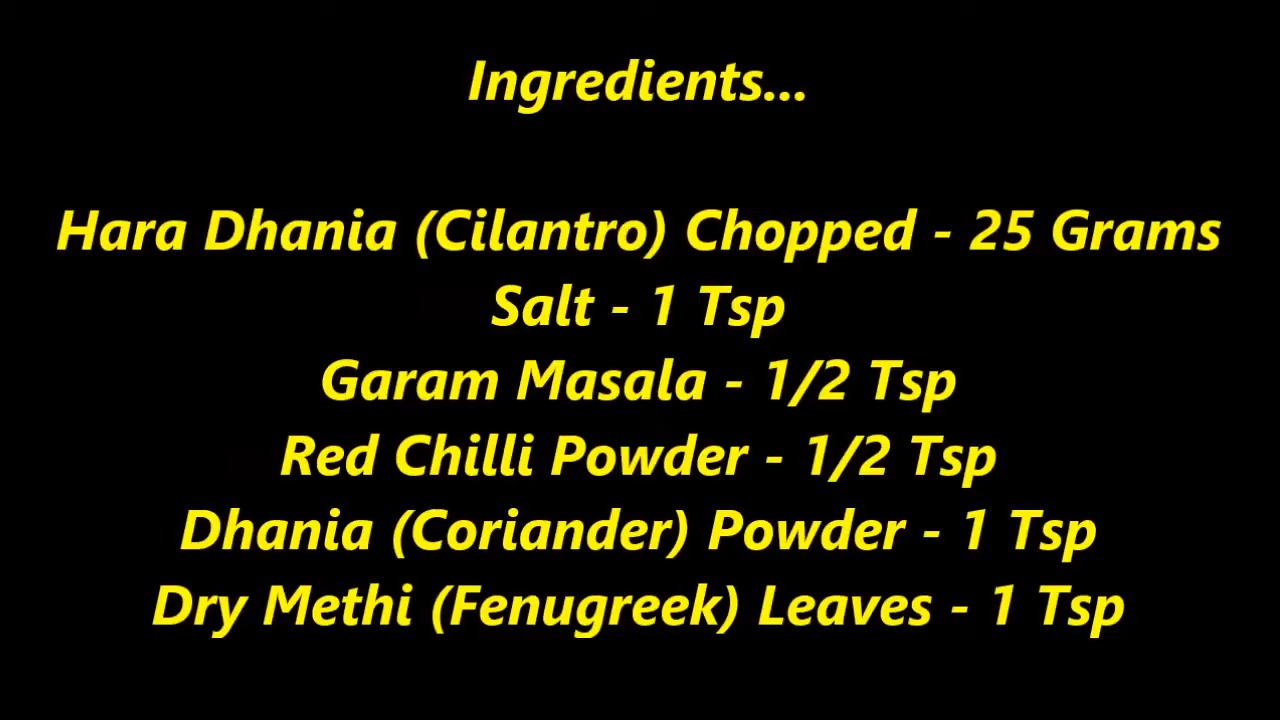 Ingredients...
Hara Dhania (Cilantro) Chopped - 25 Grams
Salt - 1 Tsp
Garam Masala - 1/2 Tsp
Red Chilli Powder - 1/2 Tsp
Dhania (Coriander) Powder - 1 Tsp
Dry Methi (Fenugreek) Leaves - 1 Tsp